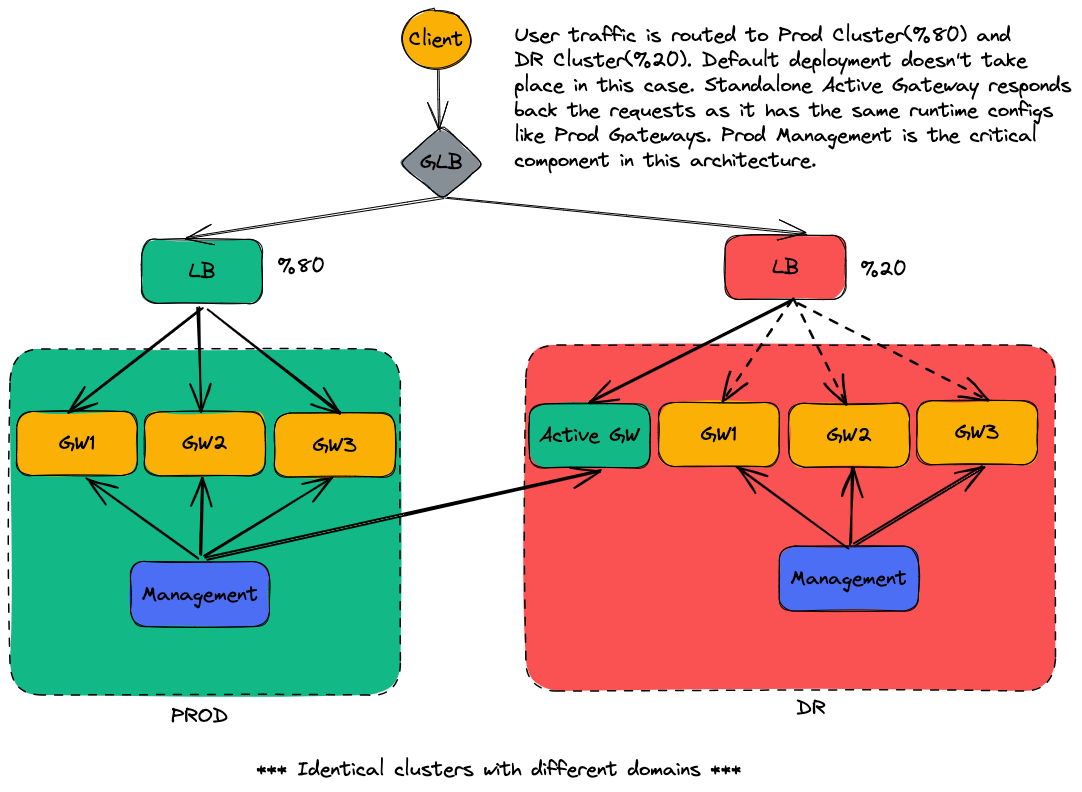 Client
User traffic is routed to Prod Cluster(%80) and
DR Cluster(%20). Default deployment doesn't take
place in this case. Standalone Active Gateway responds
back the requests as it has the same runtime configs
like Prod Gateways. Prod Management is the critical
component in this architecture.
GLB
LB
%80
LB
%20
GW1
GW2
GW3
Active GW
GW1
GW2
GW3
Management
Management
PROD
DR
*** Identical clusters with different domains ***